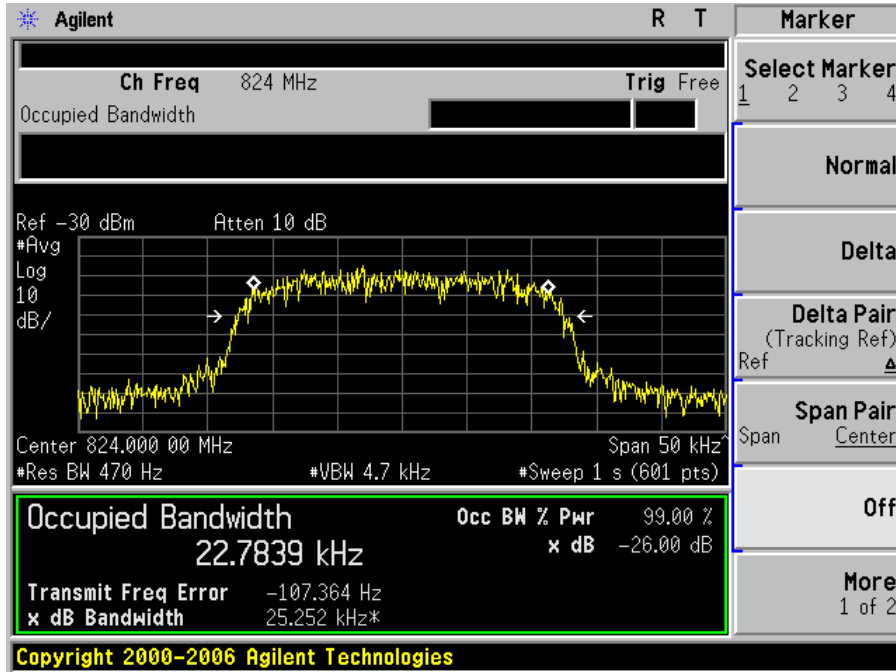 Agilent
R T
Marker
Ch Freq 824 MHz
Trig Free
Occupied Bandwidth
Select Marker
1 2 3 4
Normal
Delta
Delta Pair
(Tracking Ref)
Ref Δ
Span Pair
Span Center
Off
More
1 of 2
Ref -30 dBm Atten 10 dB
#Avg
Log
10
dB/
Center 824.000 00 MHz Span 50 kHz^
#Res BW 470 Hz #VBW 4.7 kHz #Sweep 1 s (601 pts)
Occupied Bandwidth
22.7839 kHz
Occ BW % Pwr 99.00 %
x dB -26.00 dB
Transmit Freq Error -107.364 Hz
x dB Bandwidth 25.252 kHz*
Copyright 2000-2006 Agilent Technologies